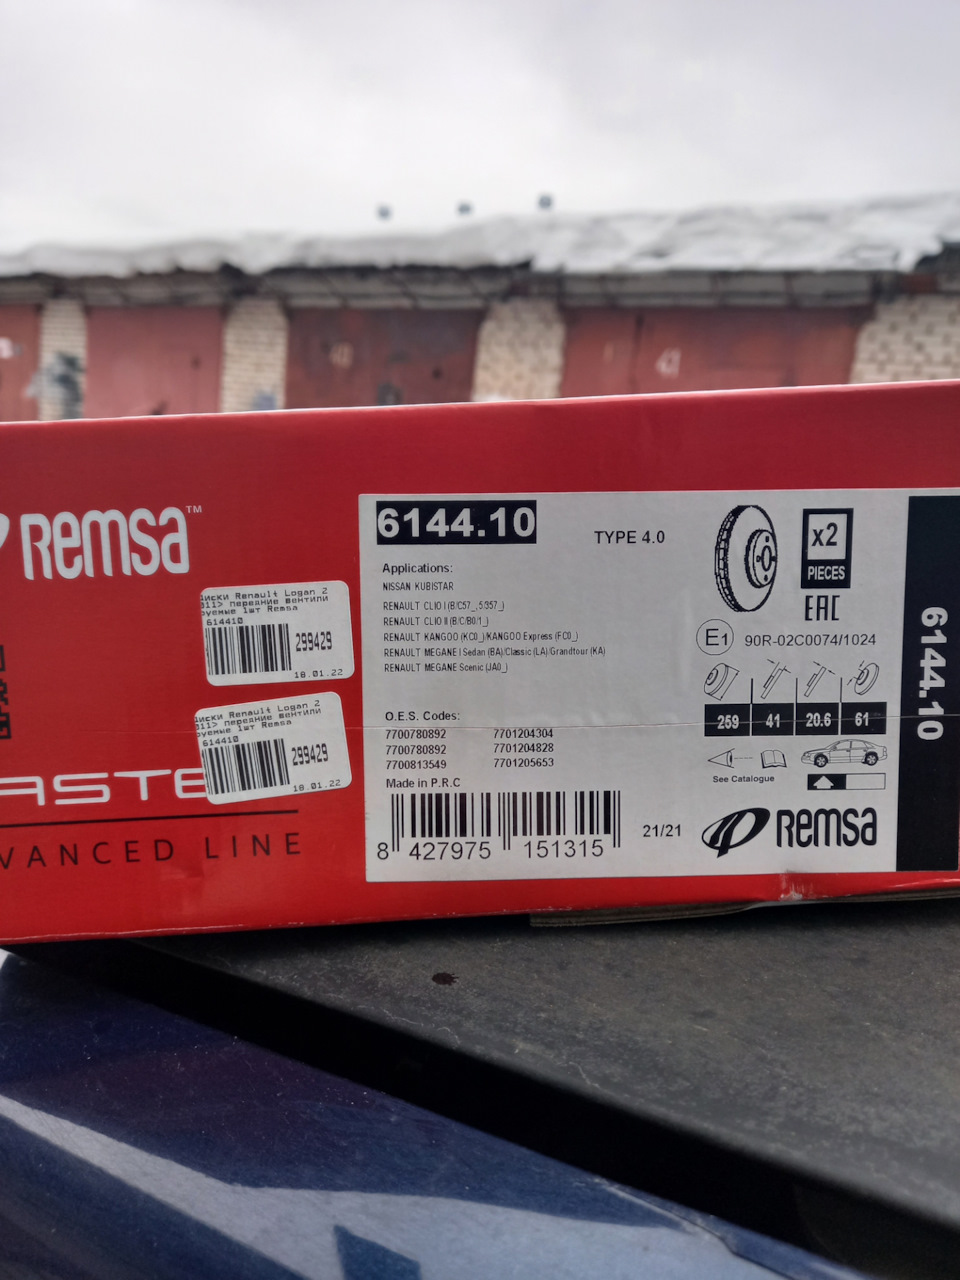 Remsa™
ASTE
VANCED LINE
диски Renault Logan 2
011> передние вентили
руемые 1шт Remsa
614410
299429
18.01.22
диски Renault Logan 2
011> передние вентили
руемые 1шт Remsa
614410
299429
18.01.22
6144.10
TYPE 4.0
x2
PIECES
EAC
Applications:
NISSAN KUBISTAR
RENAULT CLIO I (B/C57_, 5/357_)
RENAULT CLIO II (B/C/B0/1_)
RENAULT KANGOO (KC0_)/KANGOO Express (FC0_)
RENAULT MEGANE I Sedan (BA)/Classic (LA)/Grandtour (KA)
RENAULT MEGANE Scenic (JA0_)
E1 90R-02C0074/1024
259 41 20.6 61
O.E.S. Codes:
7700780892 7701204304
7700780892 7701204828
7700813549 7701205653
Made in P.R.C
See Catalogue
8 427975 151315
21/21
Remsa
6144.10